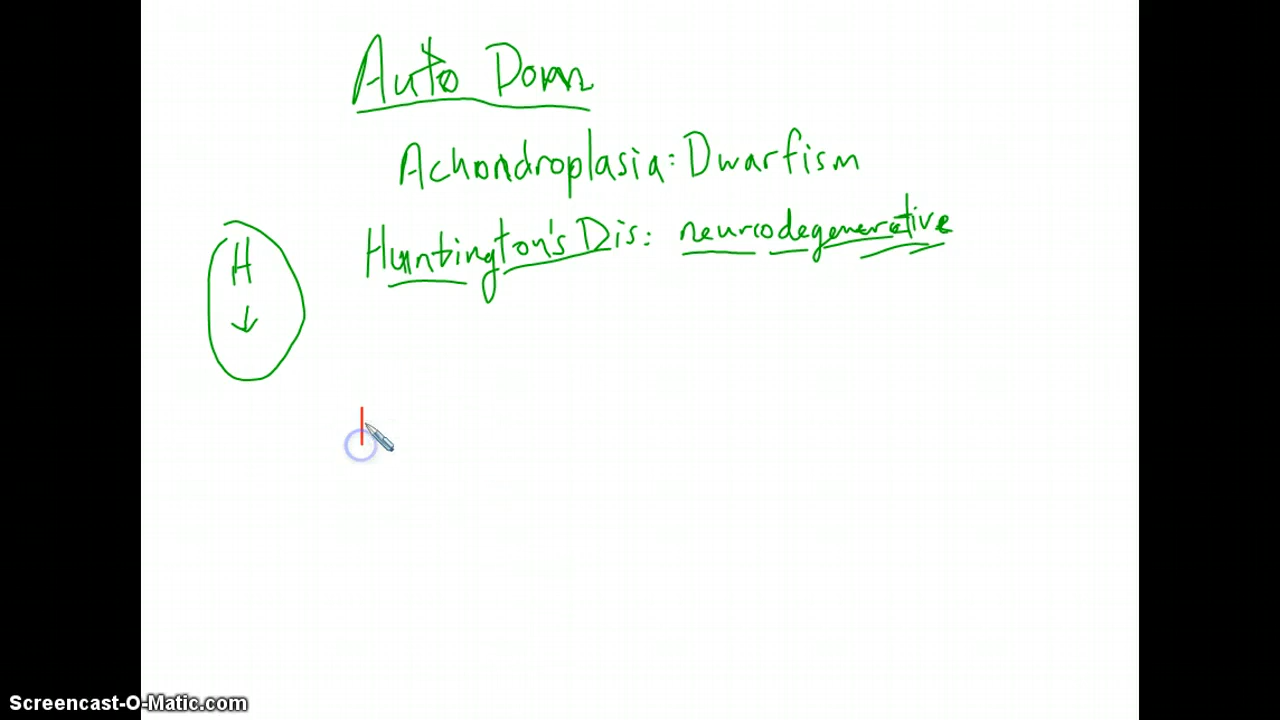 Auto Dom
Achondroplasia: Dwarfism
Huntington's Dis: neurodegenerative
H
↓
Screencast-O-Matic.com